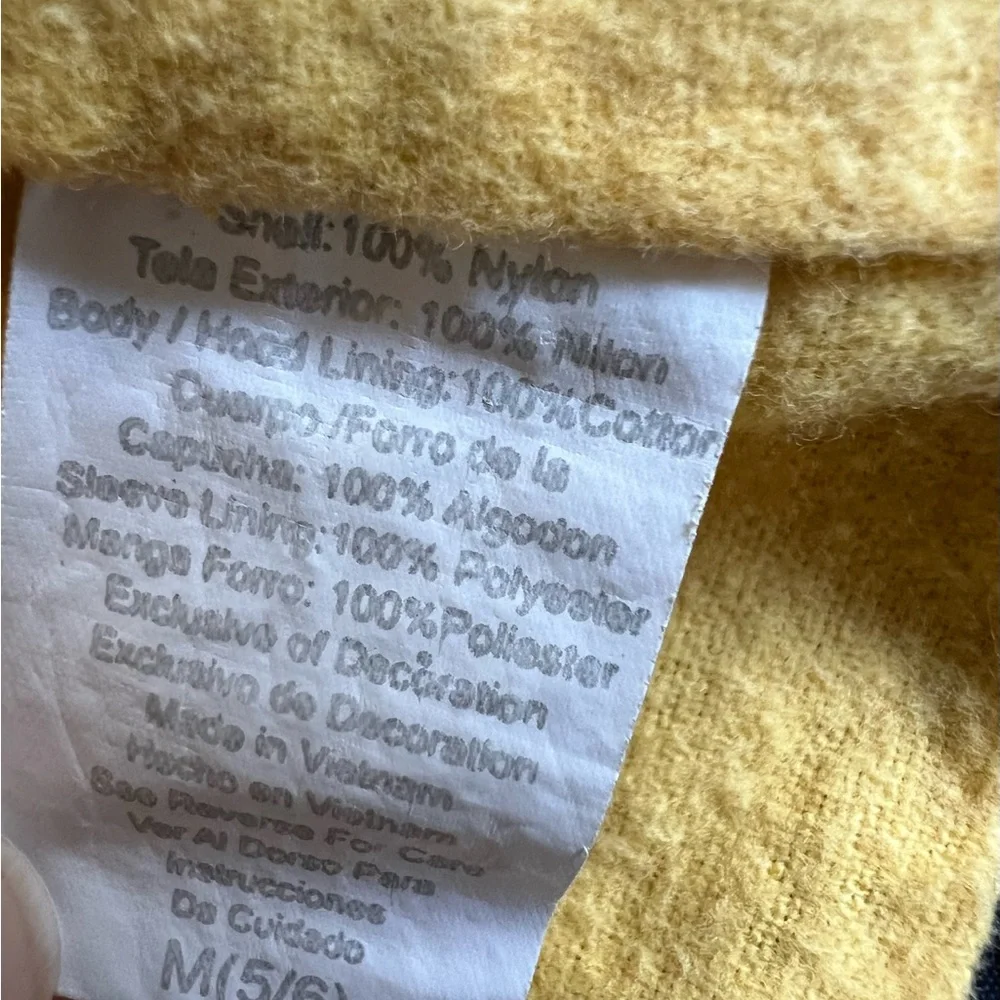 Shell: 100% Nylon
Tela Exterior: 100% Nilon
Body / Hood Lining:100%Cotton
Cuerpo /Forro de la
Capucha: 100% Algodon
Sleeve Lining:100% Polyester
Manga Forro: 100%Poliester
Exclusive of Decoration
Exclusivo de Decoration
Made in Vietnam
Hecho en Vietnam
See Reverse For Care
Ver Al Dorso Para
Instrucciones
De Cuidado
M(5/6)